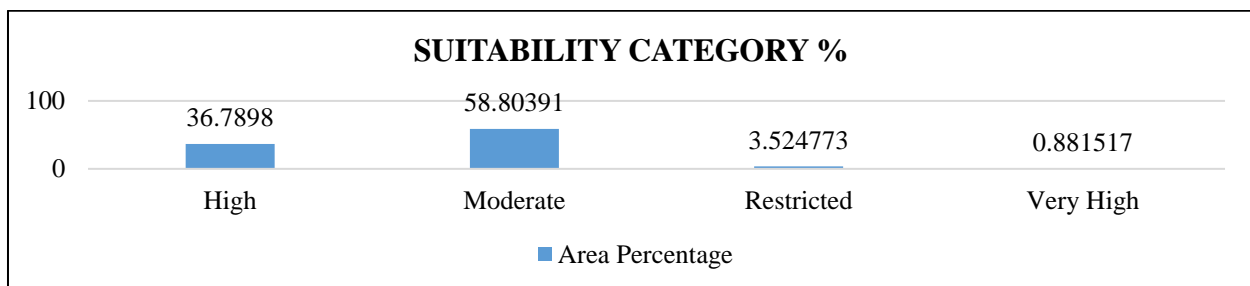 SUITABILITY CATEGORY %
100
0
36.7898
58.80391
3.524773
0.881517
High
Moderate
Restricted
Very High
Area Percentage